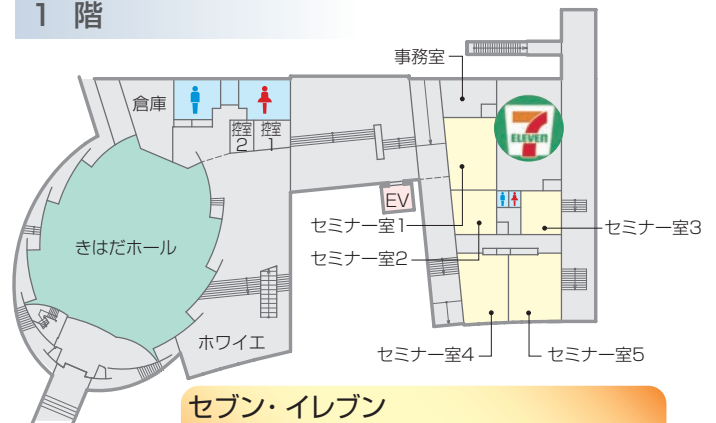 1 階
事務室
倉庫
控室2
控室1
7
ELEVEN
EV
セミナー室1
セミナー室3
きはだホール
セミナー室2
ホワイエ
セミナー室4
セミナー室5
セブン・イレブン